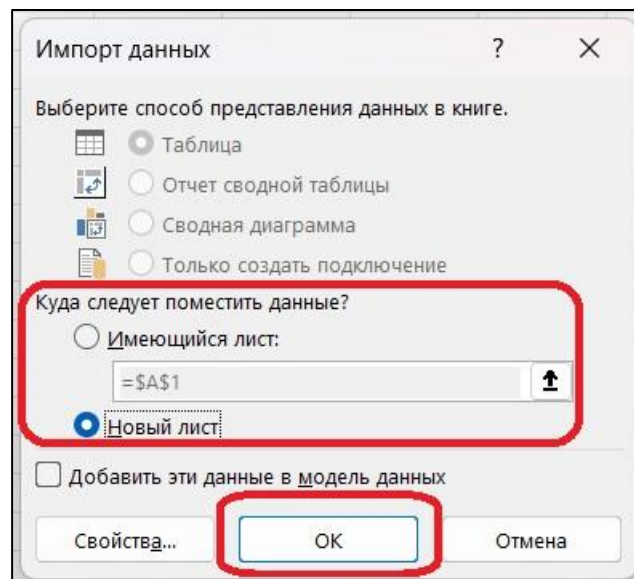 Импорт данных ?
Выберите способ представления данных в книге.
Таблица
Отчет сводной таблицы
Сводная диаграмма
Только создать подключение
Куда следует поместить данные?
Имеющийся лист:
=$A$1
Новый лист
Добавить эти данные в модель данных
Свойства... ОК Отмена